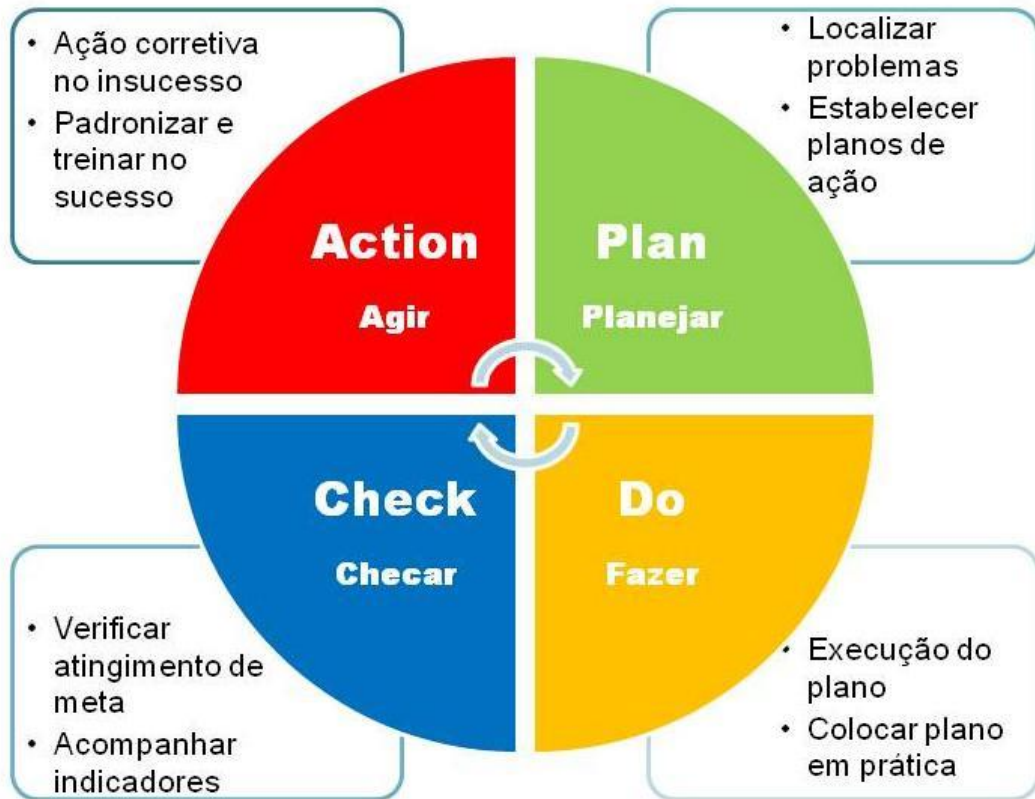 • Ação corretiva
no insucesso
• Padronizar e
treinar no
sucesso
• Localizar
problemas
• Estabelecer
planos de
ação
Action
Agir
Plan
Planejar
Check
Checar
Do
Fazer
• Verificar
atingimento de
meta
• Acompanhar
indicadores
• Execução do
plano
• Colocar plano
em prática